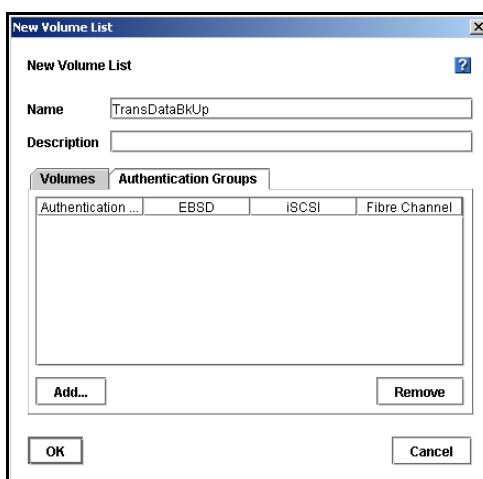 New Volume List
New Volume List
?
Name TransDataBkUp
Description
Volumes Authentication Groups
Authentication ... EBSD iSCSI Fibre Channel
Add... Remove
OK Cancel